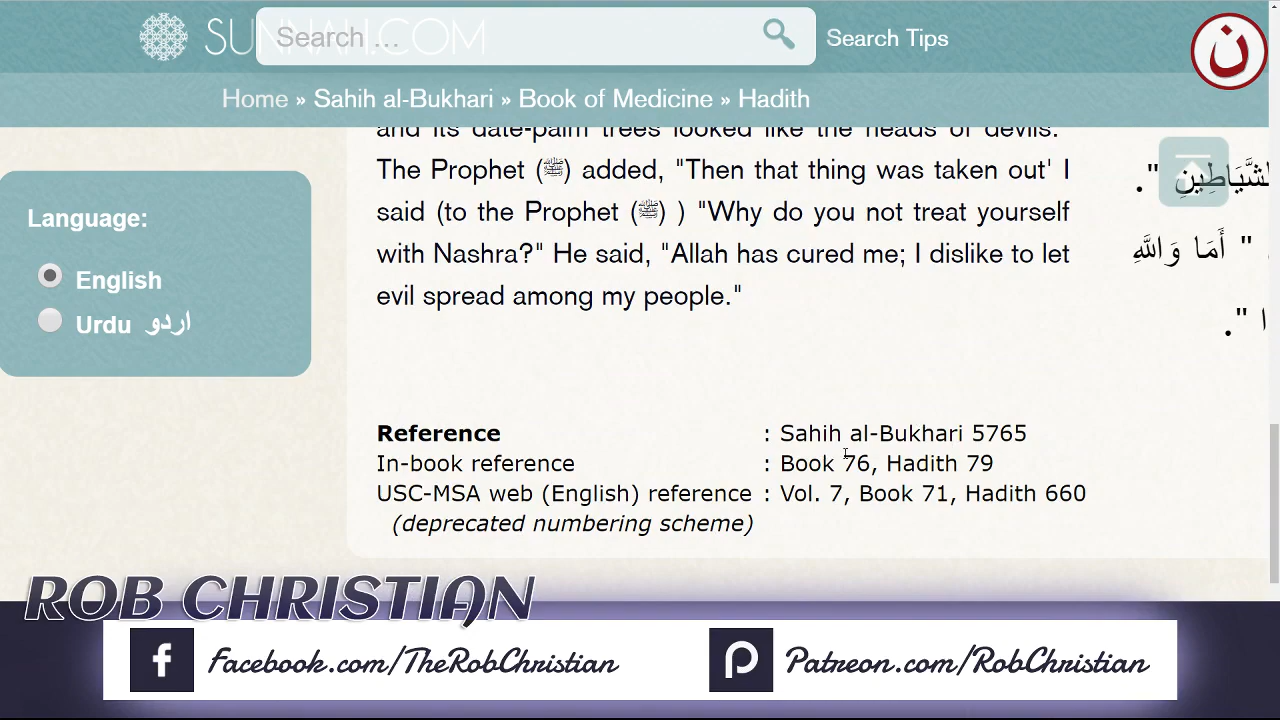 SUNNAH.COM
Search ...
Search Tips
ن
Home » Sahih al-Bukhari » Book of Medicine » Hadith
and its date-palm trees looked like the heads of devils.
The Prophet (ﷺ) added, "Then that thing was taken out' I
said (to the Prophet (ﷺ) ) "Why do you not treat yourself
with Nashra?" He said, "Allah has cured me; I dislike to let
evil spread among my people."
الشَّيَاطِينِ ‏"‏‏.‏
‏"‏ أَمَا وَاللَّهِ
ا ‏"‏‏.‏
Language:
English
Urdu اردو
Reference : Sahih al-Bukhari 5765
In-book reference : Book 76, Hadith 79
USC-MSA web (English) reference : Vol. 7, Book 71, Hadith 660
(deprecated numbering scheme)
ROB CHRISTIAN
Facebook.com/TheRobChristian
Patreon.com/RobChristian